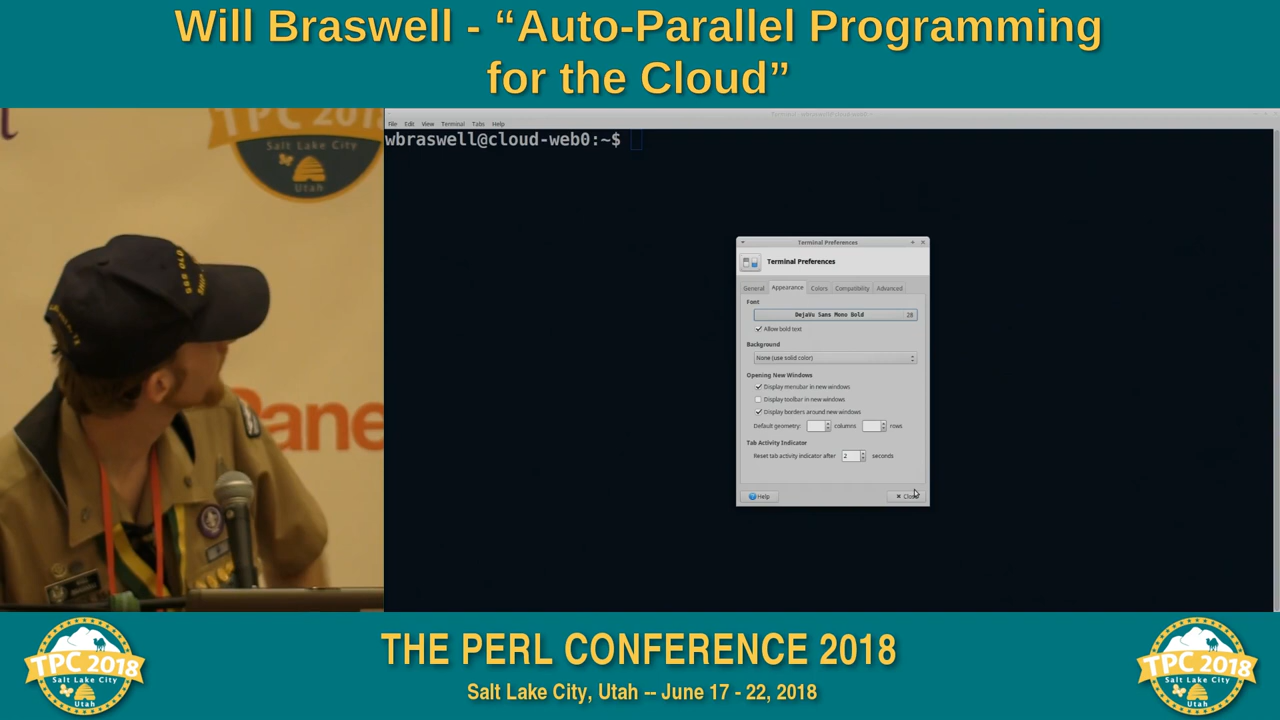 Will Braswell - “Auto-Parallel Programming
for the Cloud”
TPC 2018
Salt Lake City
Utah
File Edit View Terminal Tabs Help
wbraswell@cloud-web0:~$
Terminal Preferences
Terminal Preferences
General Appearance Colors Compatibility Advanced
Font
DejaVu Sans Mono Bold 28
Allow bold text
Background
None (use solid color)
Opening New Windows
Display menubar in new windows
Display toolbar in new windows
Display borders around new windows
Default geometry: columns rows
Tab Activity Indicator
Reset tab activity indicator after 2 seconds
Help Close
Panel
THE PERL CONFERENCE 2018
Salt Lake City, Utah -- June 17 - 22, 2018
TPC 2018
Salt Lake City
Utah
TPC 2018
Salt Lake City
Utah